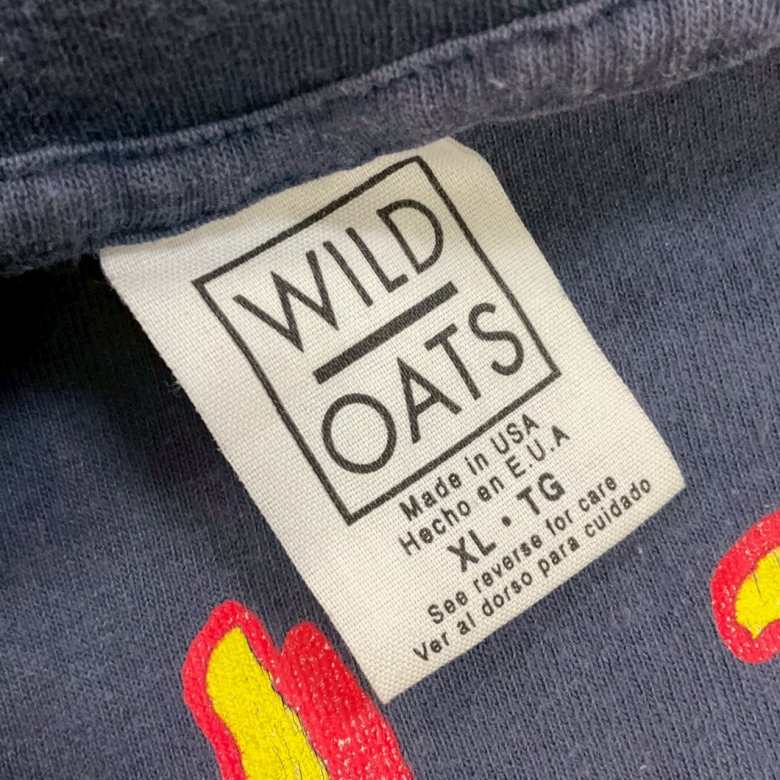 WILD
OATS
Made in USA
Hecho en E.U.A
XL • TG
See reverse for care
Ver al dorso para cuidado